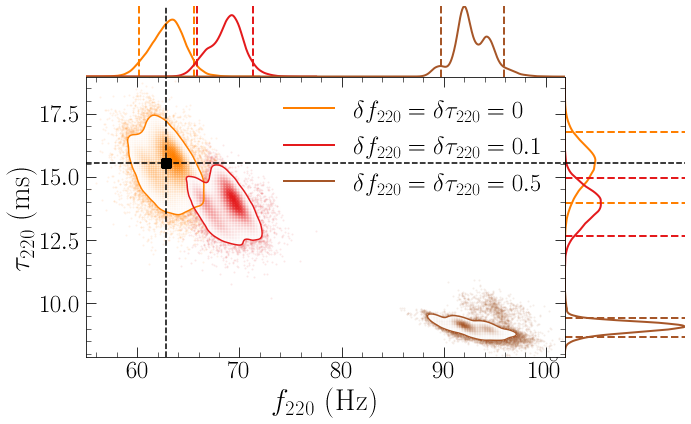 δf₂₂₀ = δτ₂₂₀ = 0
17.5
δf₂₂₀ = δτ₂₂₀ = 0.1
15.0
δf₂₂₀ = δτ₂₂₀ = 0.5
12.5
10.0
τ₂₂₀ (ms)
60 70 80 90 100
f₂₂₀ (Hz)